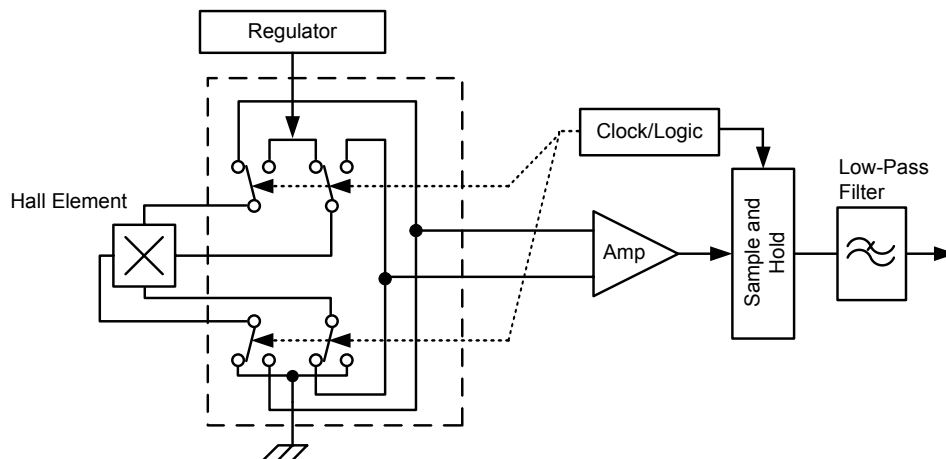 Regulator
Clock/Logic
Low-Pass
Filter
Hall Element
Amp
Sample and
Hold